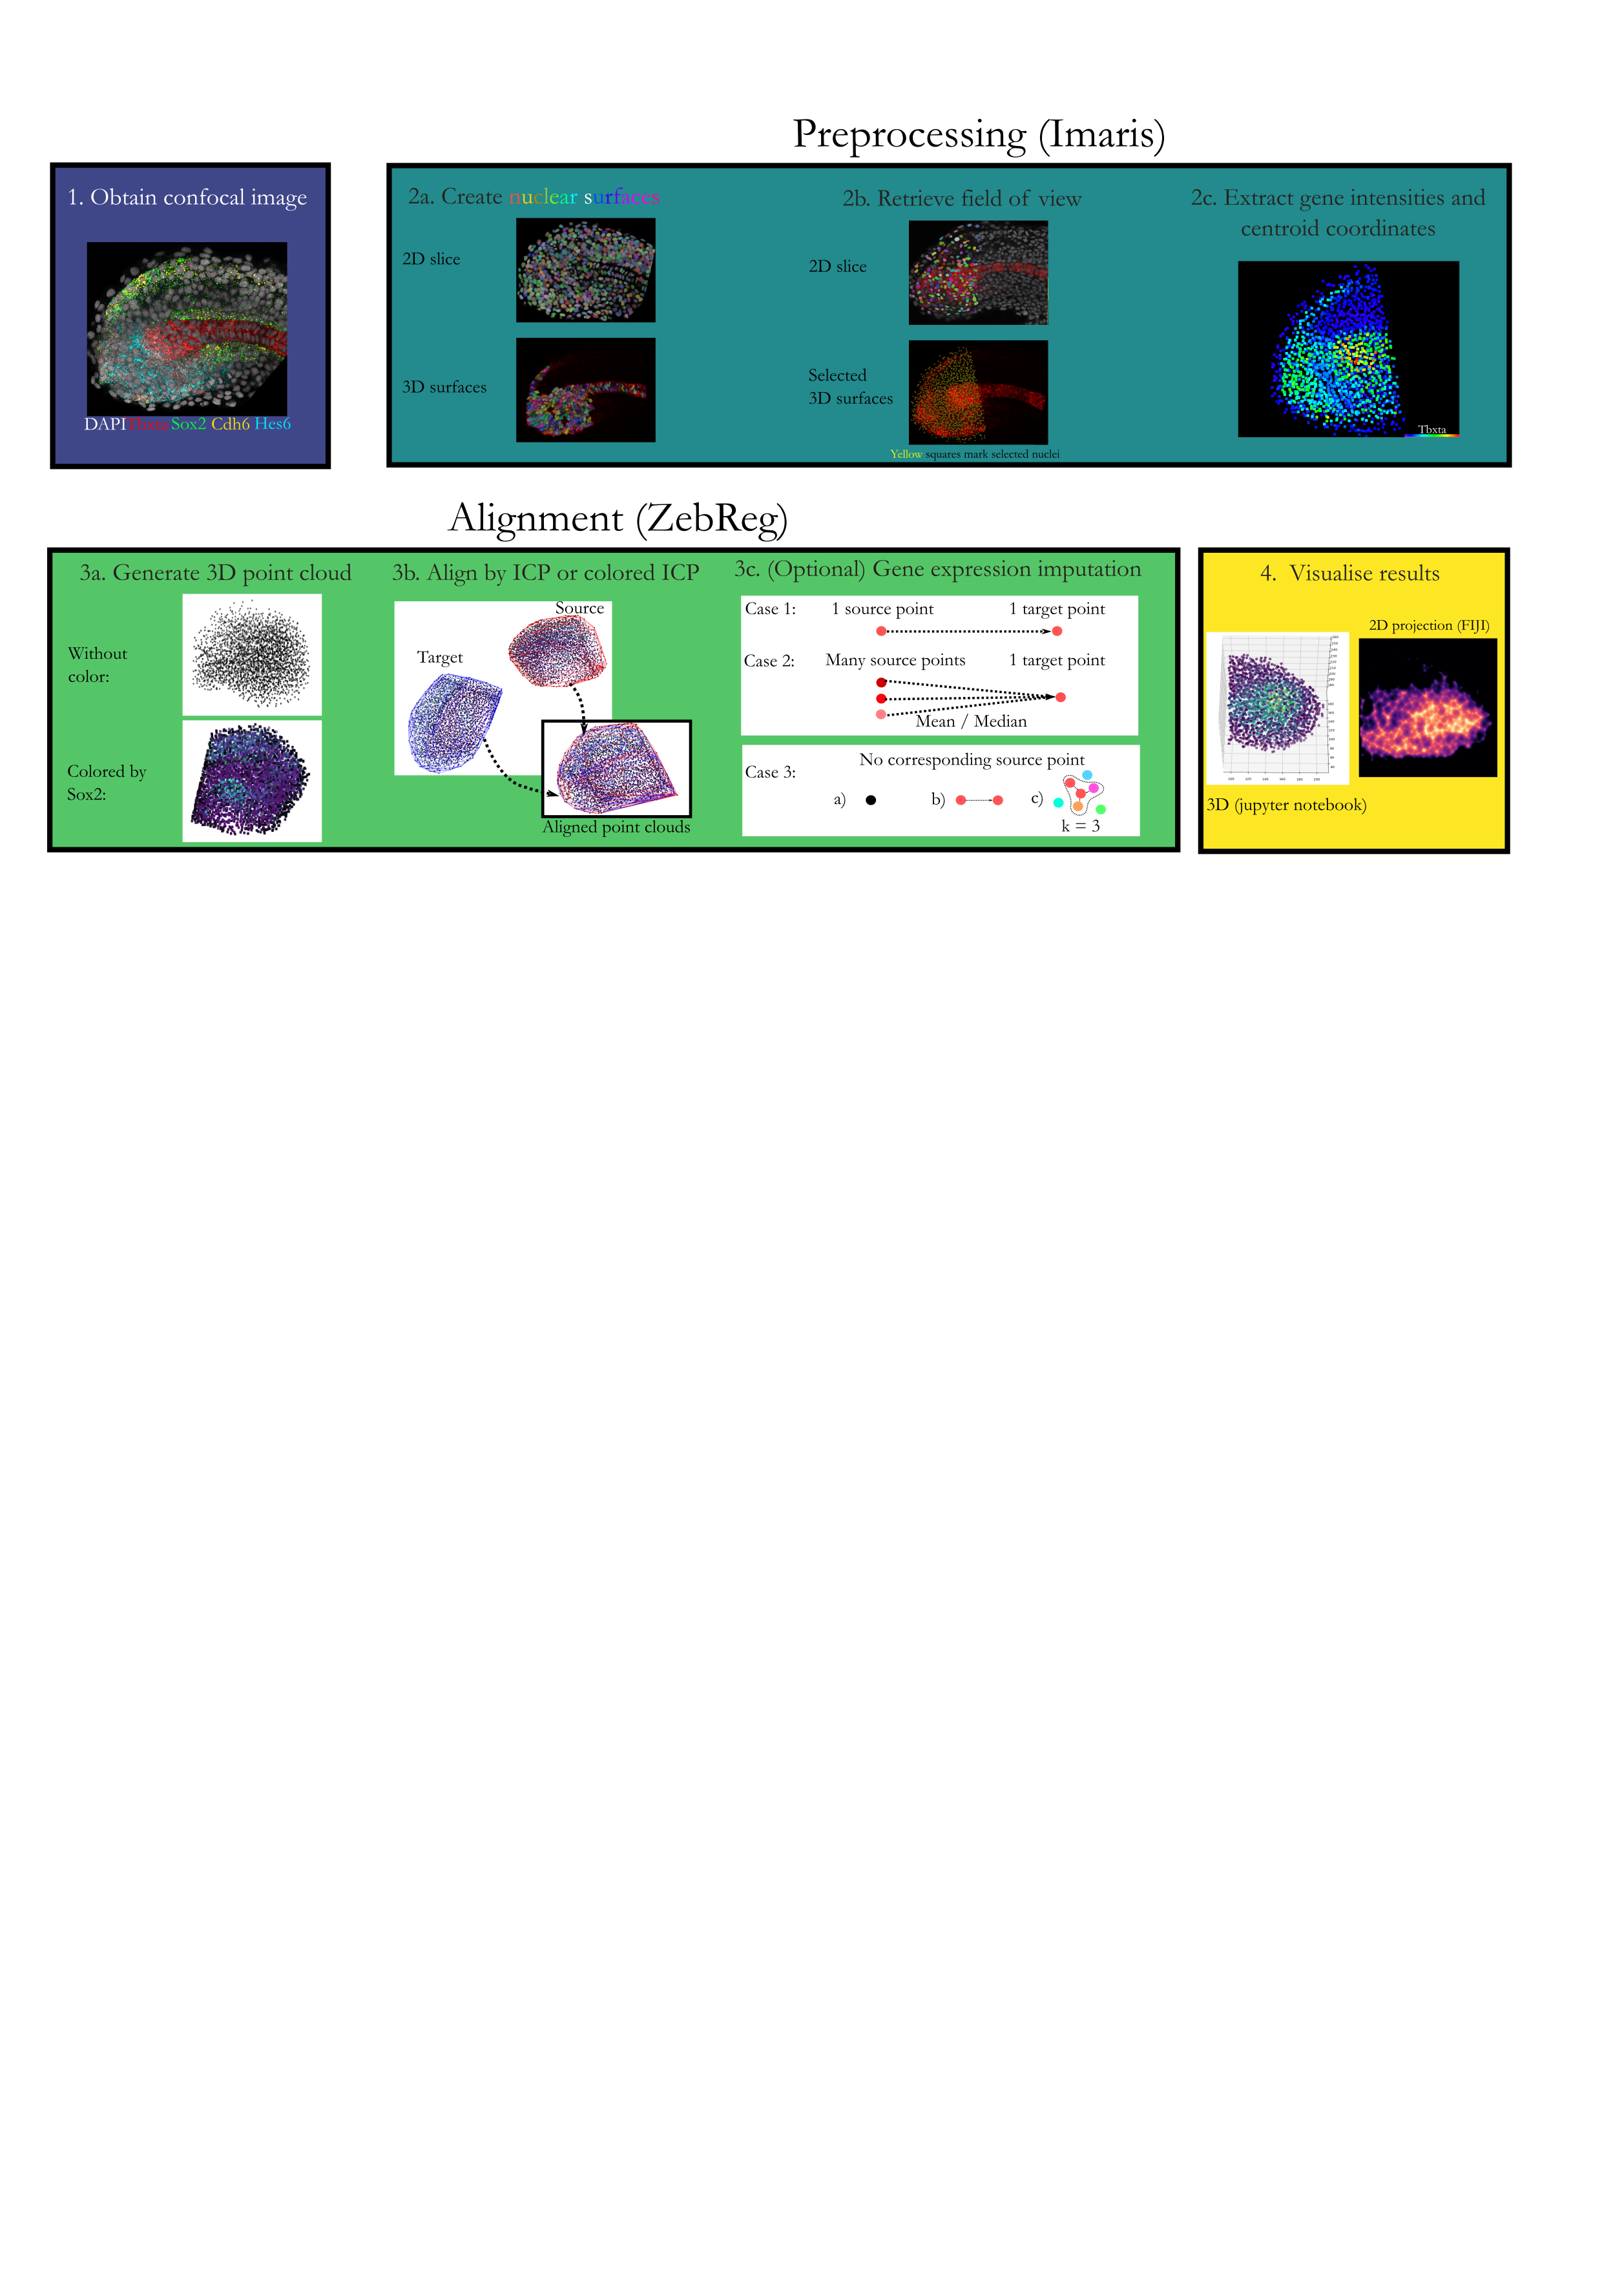 Preprocessing (Imaris)
1. Obtain confocal image
DAPI Tbxta Sox2 Cdh6 Hes6
2a. Create nuclear surfaces
2D slice
3D surfaces
2b. Retrieve field of view
2D slice
Selected
3D surfaces
Yellow squares mark selected nuclei
2c. Extract gene intensities and
centroid coordinates
Tbxta
Alignment (ZebReg)
3a. Generate 3D point cloud
Without
color:
Colored by
Sox2:
3b. Align by ICP or colored ICP
Source
Target
Aligned point clouds
3c. (Optional) Gene expression imputation
Case 1: 1 source point 1 target point
Case 2: Many source points 1 target point
Mean / Median
Case 3: No corresponding source point
a) b) c)
k = 3
4. Visualise results
2D projection (FIJI)
3D (jupyter notebook)